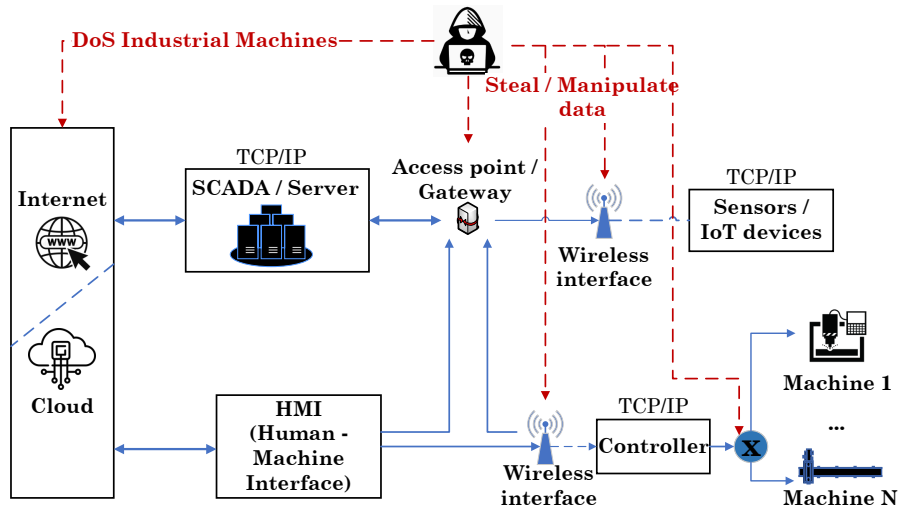 DoS Industrial Machines
Steal / Manipulate
data
TCP/IP
SCADA / Server
Access point /
Gateway
Internet
WWW
Wireless
interface
TCP/IP
Sensors /
IoT devices
Cloud
HMI
(Human -
Machine
Interface)
Wireless
interface
TCP/IP
Controller
X
Machine 1
...
Machine N